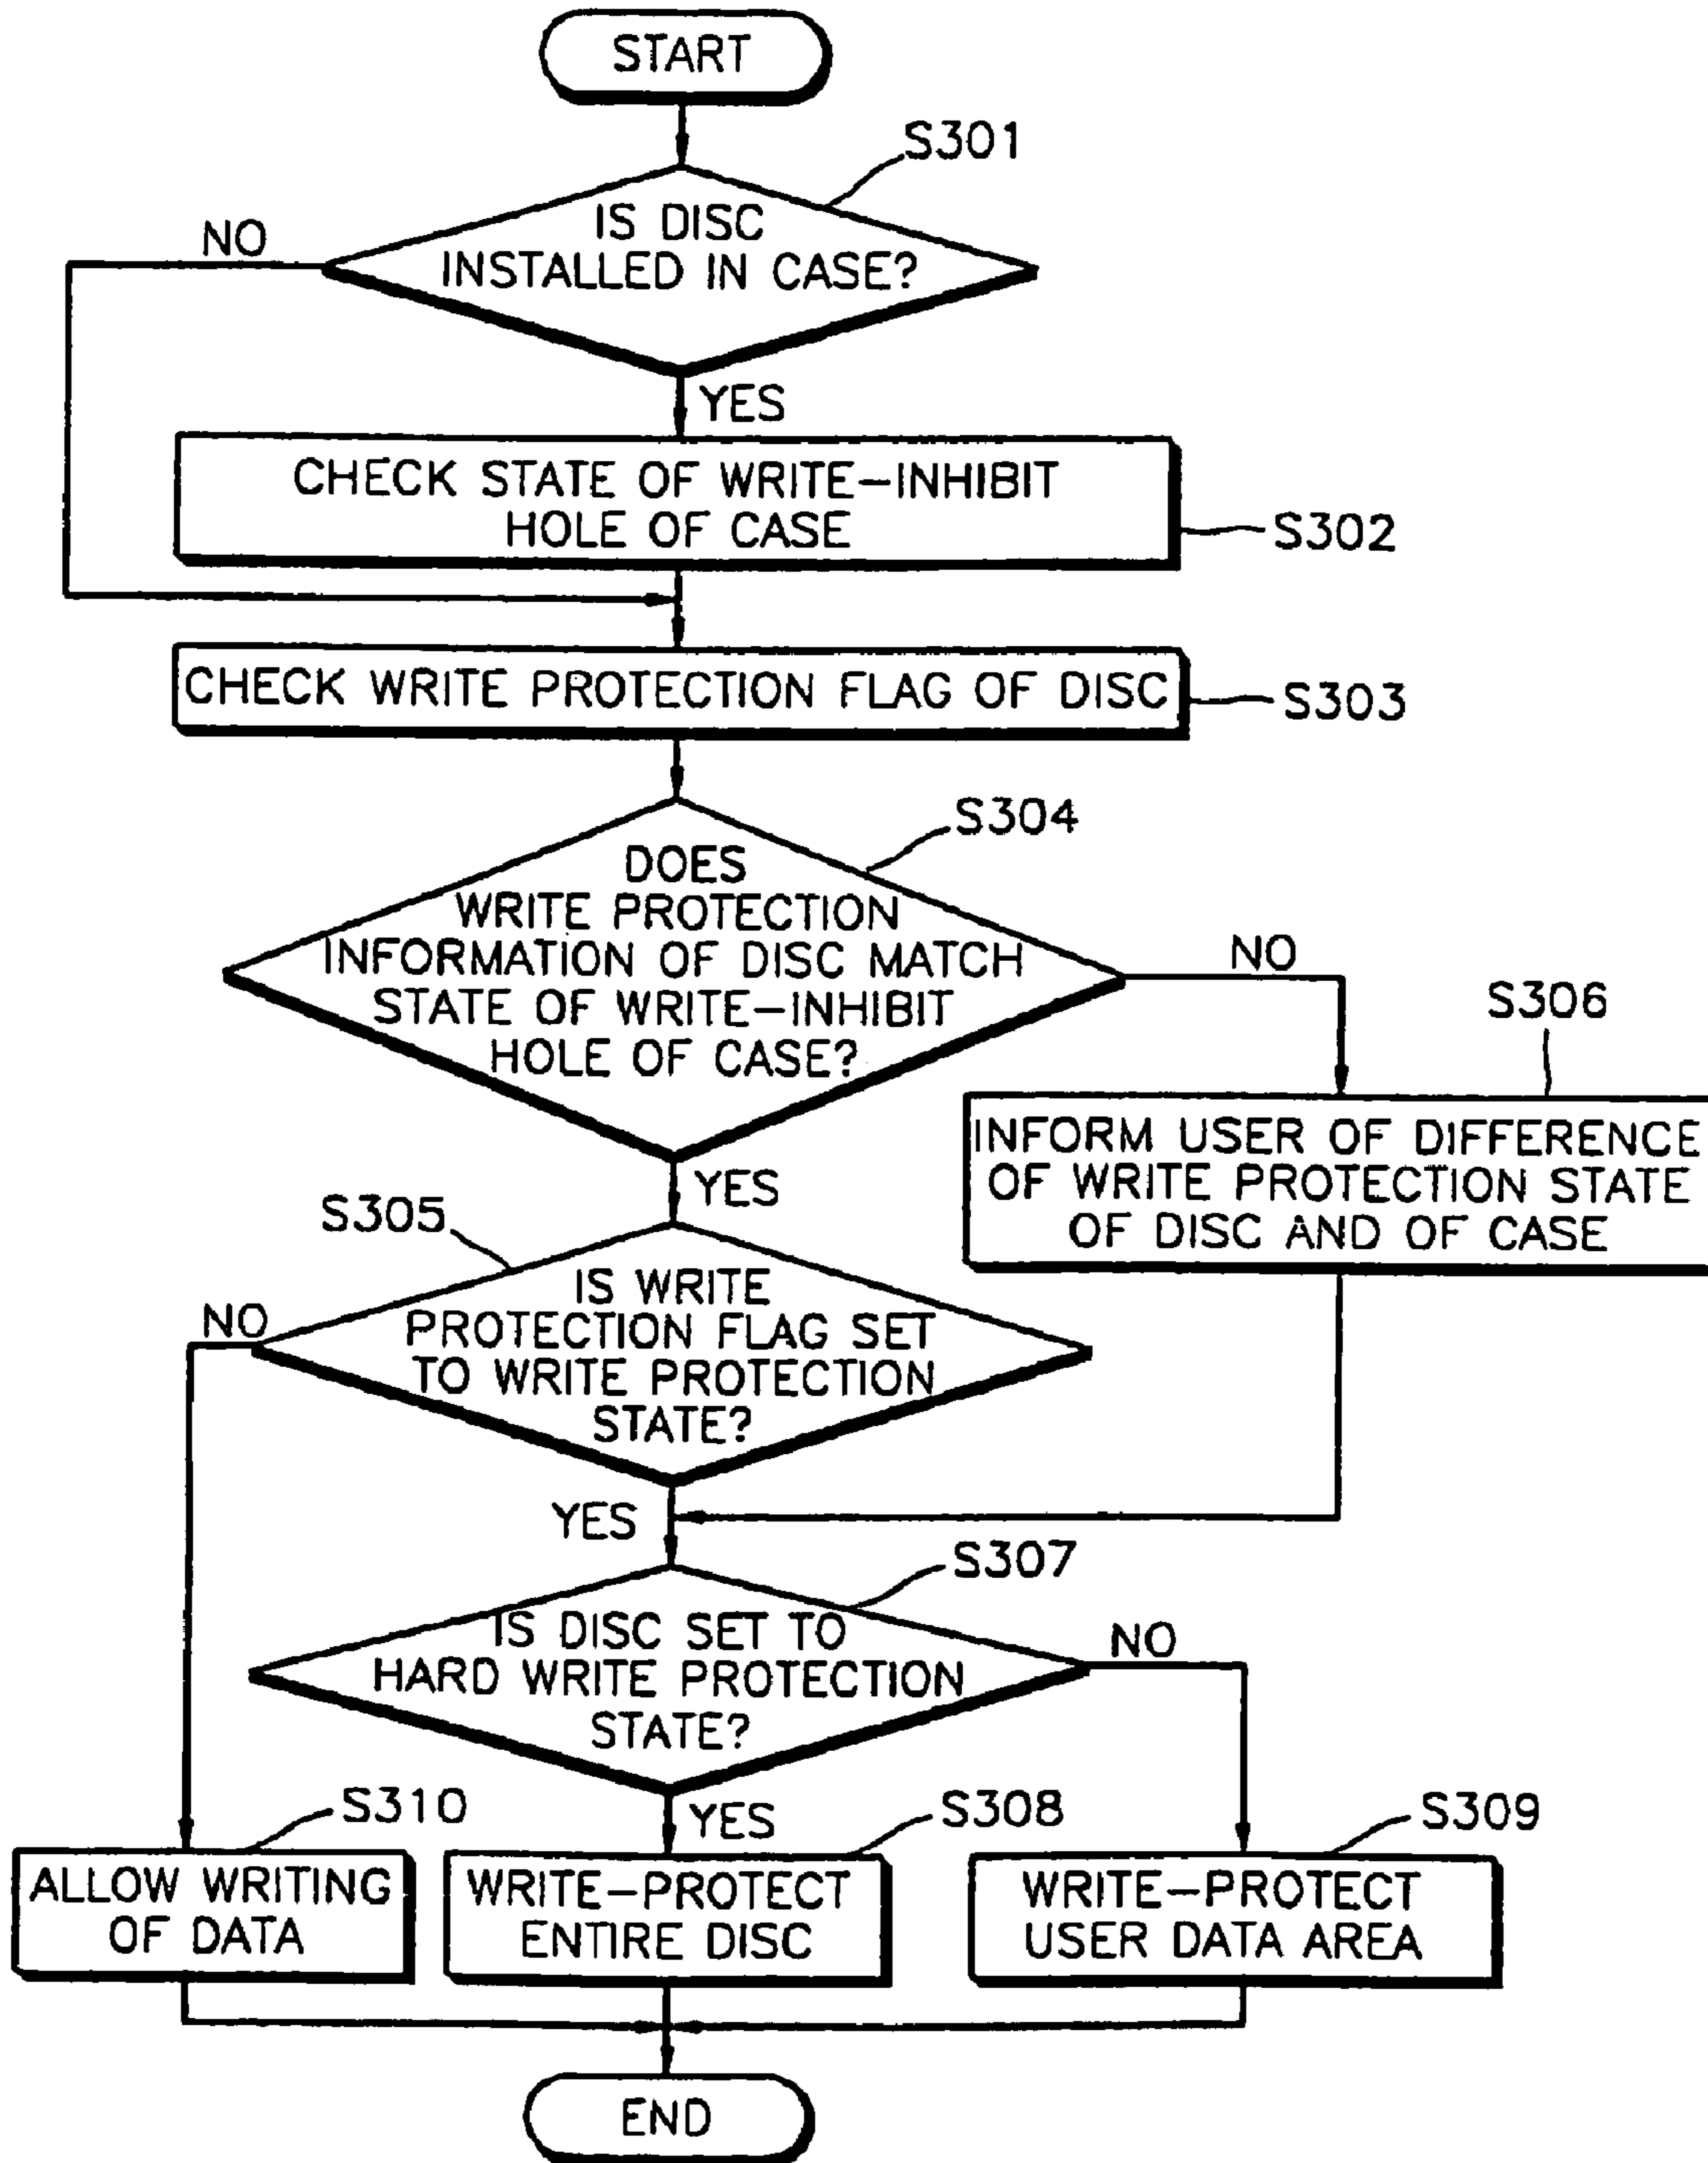 START
S301
IS DISC
INSTALLED IN CASE?
NO
YES
CHECK STATE OF WRITE-INHIBIT
HOLE OF CASE
S302
CHECK WRITE PROTECTION FLAG OF DISC
S303
S304
DOES
WRITE PROTECTION
INFORMATION OF DISC MATCH
STATE OF WRITE-INHIBIT
HOLE OF CASE?
NO
YES
S306
INFORM USER OF DIFFERENCE
OF WRITE PROTECTION STATE
OF DISC AND OF CASE
S305
IS WRITE
PROTECTION FLAG SET
TO WRITE PROTECTION
STATE?
NO
YES
S307
IS DISC SET TO
HARD WRITE PROTECTION
STATE?
NO
YES
S310
ALLOW WRITING
OF DATA
S308
WRITE-PROTECT
ENTIRE DISC
S309
WRITE-PROTECT
USER DATA AREA
END